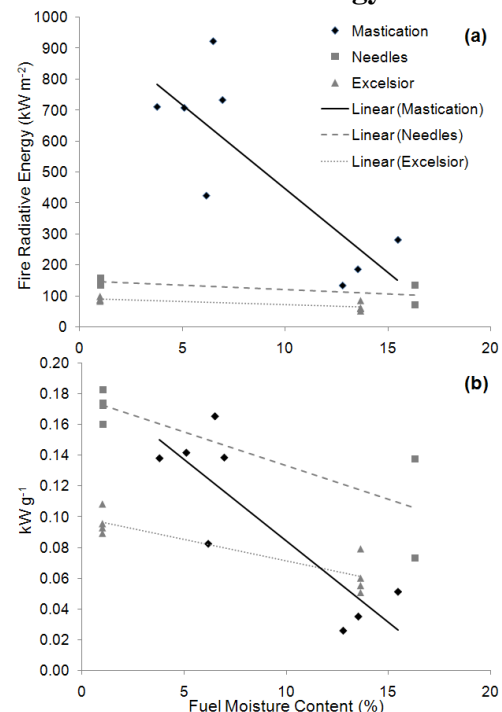 1000
900
800
700
600
500
400
300
200
100
0
Fire Radiative Energy (kW m-2)
(a)
Mastication
Needles
Excelsior
Linear (Mastication)
Linear (Needles)
Linear (Excelsior)
0 5 10 15 20
0.20
0.18
0.16
0.14
0.12
0.10
0.08
0.06
0.04
0.02
0.00
kW g-1
(b)
0 5 10 15 20
Fuel Moisture Content (%)